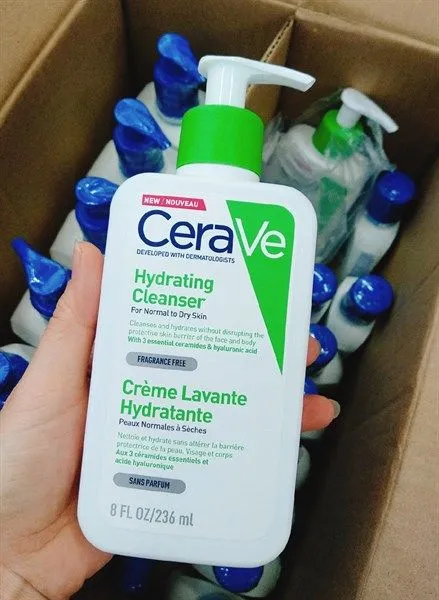 NEW / NOUVEAU
CeraVe
DEVELOPED WITH DERMATOLOGISTS
Hydrating
Cleanser
For Normal to Dry Skin
Cleanses and hydrates without disrupting the
protective skin barrier of the face and body
With 3 essential ceramides & hyaluronic acid
FRAGRANCE FREE
Crème Lavante
Hydratante
Peaux Normales à Sèches
Nettoie et hydrate sans altérer la barrière
protectrice de la peau. Visage et corps
Aux 3 céramides essentiels et
acide hyaluronique
SANS PARFUM
8 FL OZ/236 ml